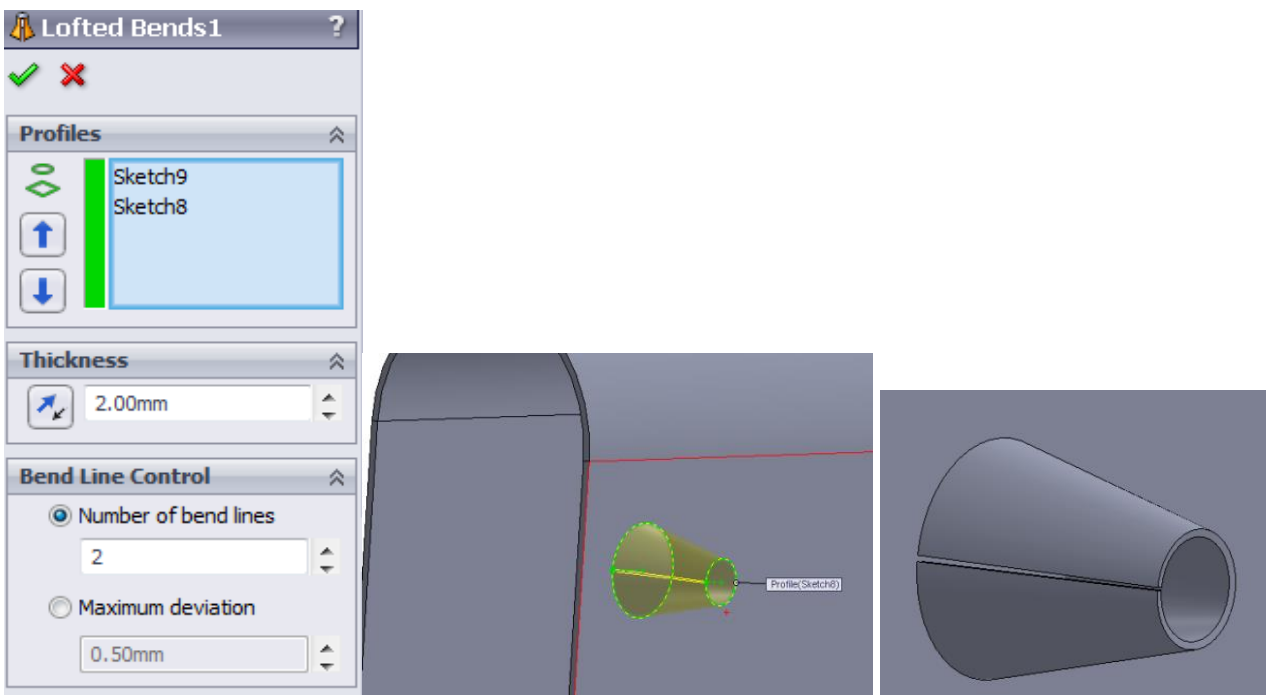 Lofted Bends1 ?
Profiles
Sketch9
Sketch8
Thickness
2.00mm
Bend Line Control
Number of bend lines
2
Maximum deviation
0.50mm
Profile(Sketch8)